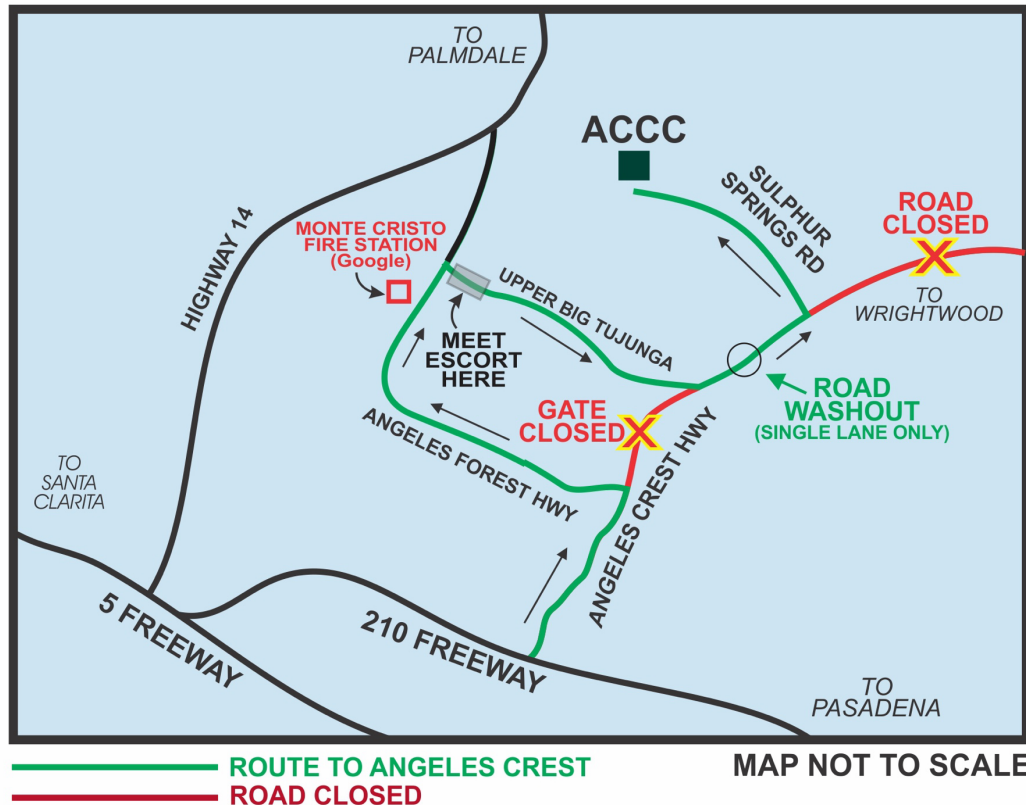 TO
PALMDALE
ACCC
SULPHUR
SPRINGS RD
ROAD
CLOSED
HIGHWAY 14
MONTE CRISTO
FIRE STATION
(Google)
TO
WRIGHTWOOD
UPPER BIG TUJUNGA
MEET
ESCORT
HERE
ROAD
WASHOUT
(SINGLE LANE ONLY)
GATE
CLOSED
ANGELES FOREST HWY
ANGELES CREST HWY
TO
SANTA
CLARITA
5 FREEWAY
210 FREEWAY
TO
PASADENA
ROUTE TO ANGELES CREST
MAP NOT TO SCALE
ROAD CLOSED